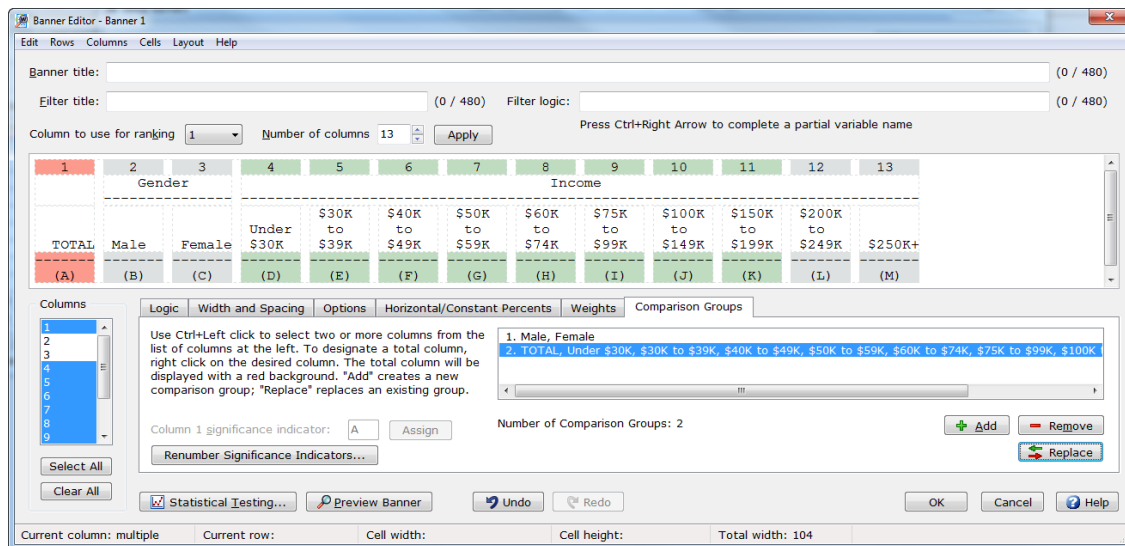 Banner Editor - Banner 1
Edit Rows Columns Cells Layout Help
Banner title: (0 / 480)
Filter title: (0 / 480) Filter logic: (0 / 480)
Column to use for ranking 1 Number of columns 13 Apply Press Ctrl+Right Arrow to complete a partial variable name
1 2 3 4 5 6 7 8 9 10 11 12 13
Gender Income
------------------- -------------------------------------------------------------------
$30K $40K $50K $60K $75K $100K $150K $200K
Under to to to to to to to to
TOTAL Male Female $30K $39K $49K $59K $74K $99K $149K $199K $249K $250K+
------ ------ ------ ------ ------ ------ ------ ------ ------ ------ ------ ------ ------
(A) (B) (C) (D) (E) (F) (G) (H) (I) (J) (K) (L) (M)
Columns
1
2
3
4
5
6
7
8
9
Select All
Clear All
Logic Width and Spacing Options Horizontal/Constant Percents Weights Comparison Groups
Use Ctrl+Left click to select two or more columns from the
list of columns at the left. To designate a total column,
right click on the desired column. The total column will be
displayed with a red background. "Add" creates a new
comparison group; "Replace" replaces an existing group.
1. Male, Female
2. TOTAL, Under $30K, $30K to $39K, $40K to $49K, $50K to $59K, $60K to $74K, $75K to $99K, $100K
Column 1 significance indicator: A Assign
Renumber Significance Indicators...
Number of Comparison Groups: 2
Add Remove
Replace
Statistical Testing... Preview Banner Undo Redo OK Cancel Help
Current column: multiple Current row: Cell width: Cell height: Total width: 104